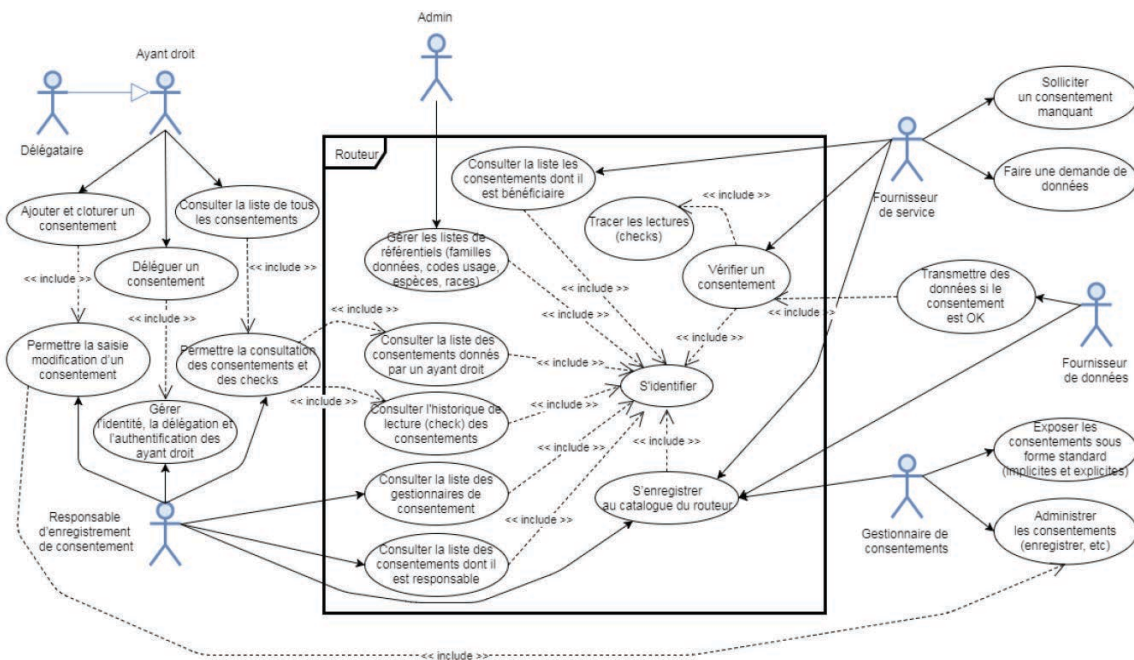 Admin
Ayant droit
Délégataire
Routeur
Fournisseur
de service
Solliciter
un consentement
manquant
Faire une demande de
données
Consulter la liste les
consentements dont il
est bénéficiaire
<< include >>
Tracer les lectures
(checks)
Ajouter et cloturer un
consentement
Consulter la liste de tous
les consentements
Gérer les listes de
référentiels (familles
données, codes usage,
espèces, races)
Déléguer un
consentement
Vérifier un
consentement
Transmettre des
données si le
consentement
est OK
<< include >>
<< include >>
<< include >>
<< include >>
<< include >>
<< include >>
<< include >>
<< include >>
<< include >>
Fournisseur
de données
Permettre la saisie
modification d'un
consentement
Permettre la consultation
des consentements et
des checks
Consulter la liste des
consentements donnés
par un ayant droit
<< include >>
S'identifier
Gérer
l'identité, la délégation et
l'authentification des
ayant droit
<< include >>
Consulter l'historique de
lecture (check) des
consentements
<< include >>
<< include >>
<< include >>
Exposer les
consentements sous
forme standard
(implicites et explicites)
Consulter la liste des
gestionnaires de
consentement
S'enregistrer
au catalogue du routeur
Responsable
d'enregistrement
de consentement
<< include >>
Gestionnaire de
consentements
Administrer
les consentements
(enregistrer, etc)
Consulter la liste des
consentements dont il
est responsable
<< include >>